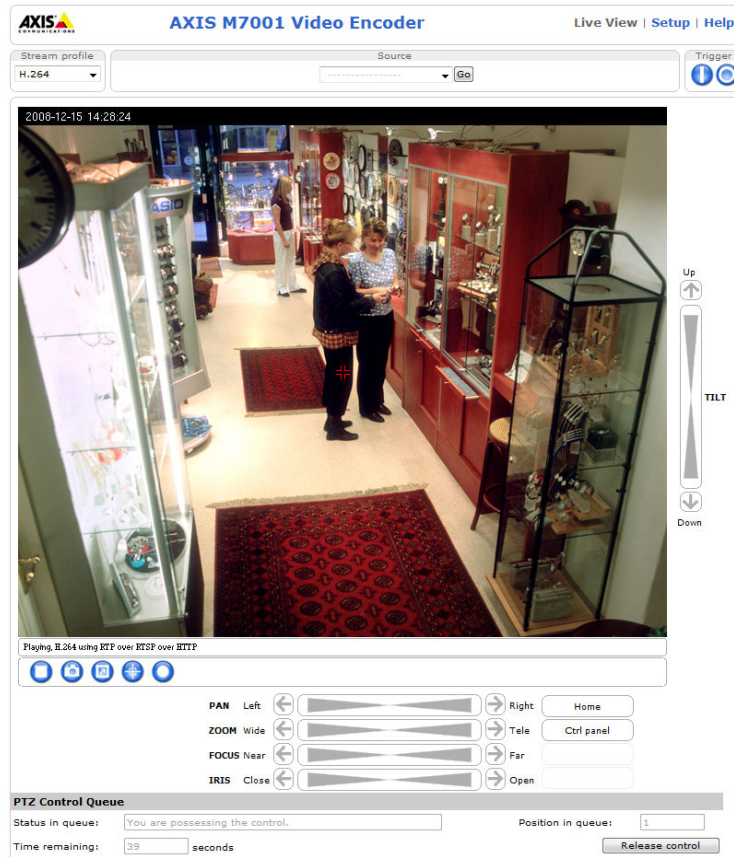 AXIS
COMMUNICATIONS
AXIS M7001 Video Encoder
Live View | Setup | Help
Stream profile
Source
Trigger
H.264
------------------
Go
2008-12-15 14:28:24
ASIO
Up
TILT
Down
Playing, H.264 using RTP over RTSP over HTTP
PAN Left
Right
Home
ZOOM Wide
Tele
Ctrl panel
FOCUS Near
Far
IRIS Close
Open
PTZ Control Queue
Status in queue: You are possessing the control.
Position in queue: 1
Time remaining: 39 seconds
Release control